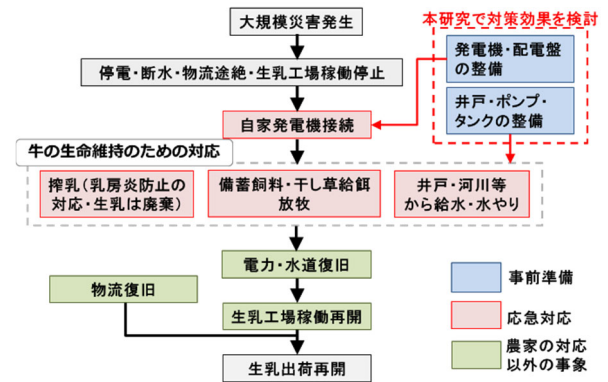 大規模災害発生
本研究で対策効果を検討
発電機・配電盤
の整備
停電・断水・物流途絶・生乳工場稼働停止
井戸・ポンプ・
タンクの整備
自家発電機接続
牛の生命維持のための対応
搾乳(乳房炎防止の
対応・生乳は廃棄)
備蓄飼料・干し草給餌
放牧
井戸・河川等
から給水・水やり
電力・水道復旧
物流復旧
生乳工場稼働再開
生乳出荷再開
事前準備
応急対応
農家の対応
以外の事象